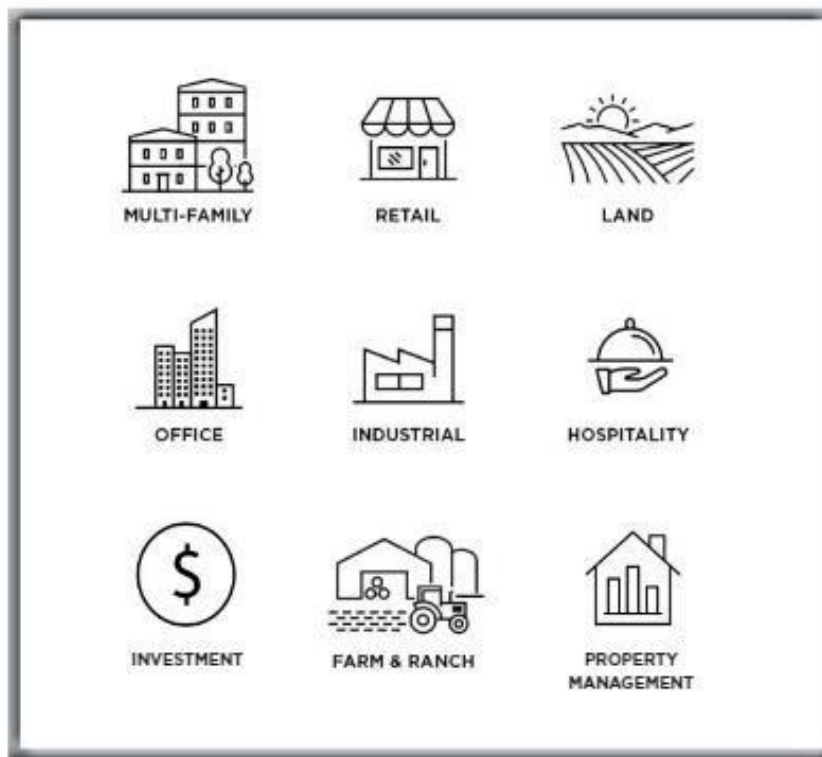 MULTI-FAMILY
RETAIL
LAND
OFFICE
INDUSTRIAL
HOSPITALITY
$
INVESTMENT
FARM & RANCH
PROPERTY
MANAGEMENT